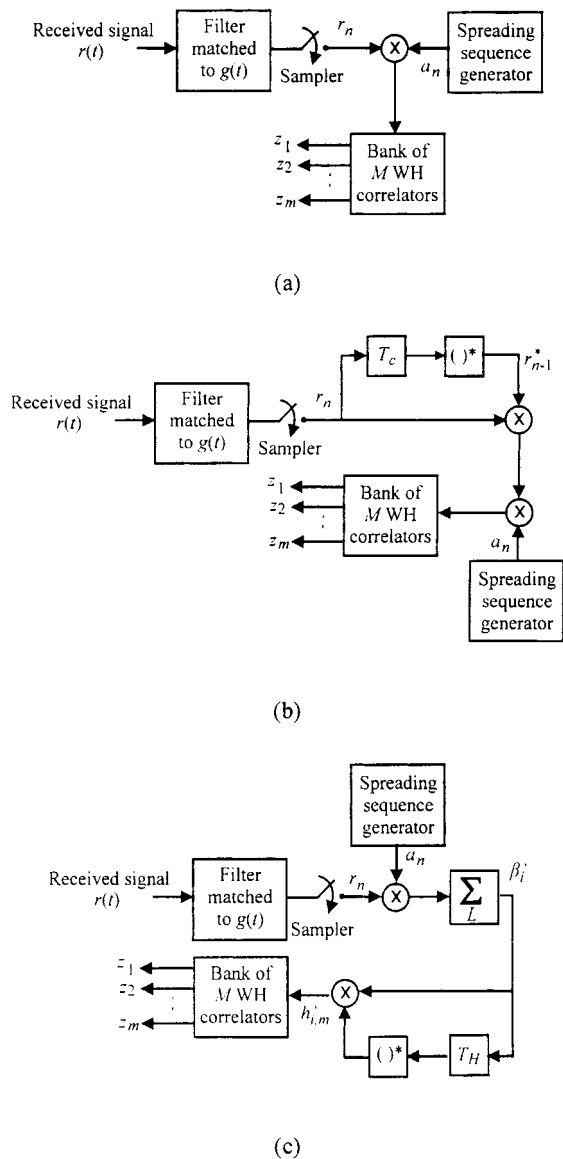 Received signal
r(t)
Filter
matched
to g(t)
Sampler
r_n
X
a_n
Spreading
sequence
generator
z_1
z_2
z_m
Bank of
M WH
correlators
(a)
T_c
( )*
r*_{n-1}
Received signal
r(t)
Filter
matched
to g(t)
Sampler
r_n
X
z_1
z_2
z_m
Bank of
M WH
correlators
X
a_n
Spreading
sequence
generator
(b)
Spreading
sequence
generator
a_n
Received signal
r(t)
Filter
matched
to g(t)
Sampler
r_n
X
Σ
L
β'_i
z_1
z_2
z_m
Bank of
M WH
correlators
h'_{i,m}
X
( )*
T_H
(c)